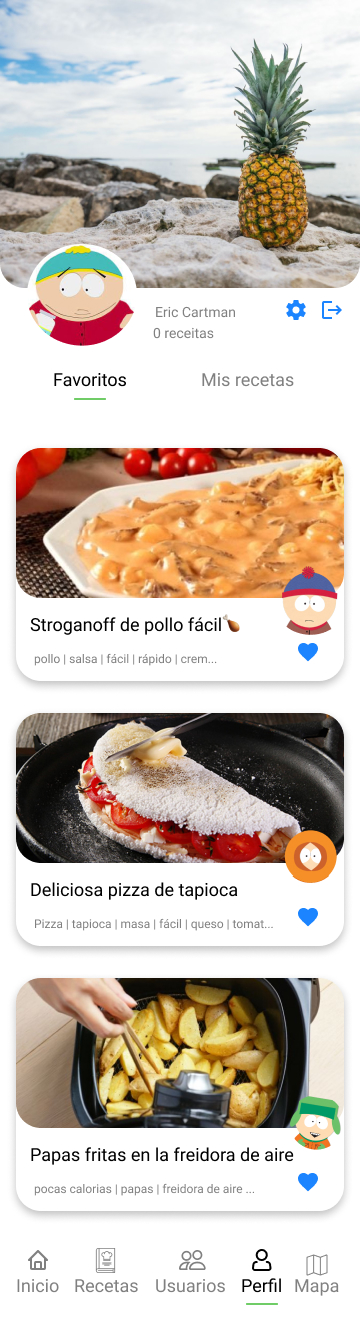 Eric Cartman
0 receitas
Favoritos Mis recetas
Stroganoff de pollo fácil🍗
pollo | salsa | fácil | rápido | crem...
Deliciosa pizza de tapioca
Pizza | tapioca | masa | fácil | queso | tomat...
Papas fritas en la freidora de aire
pocas calorias | papas | freidora de aire ...
Inicio Recetas Usuarios Perfil Mapa